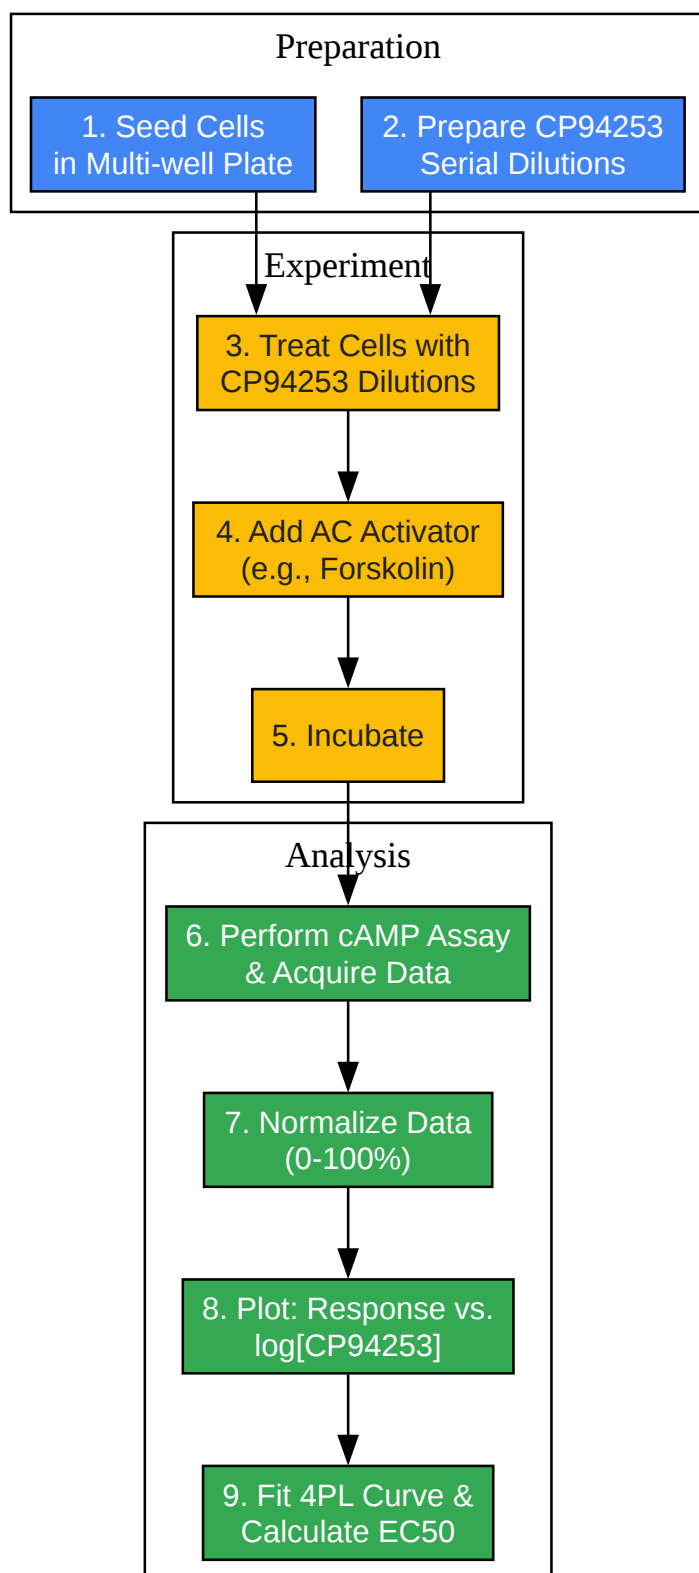 Preparation
1. Seed Cells
in Multi-well Plate
2. Prepare CP94253
Serial Dilutions
Experiment
3. Treat Cells with
CP94253 Dilutions
4. Add AC Activator
(e.g., Forskolin)
5. Incubate
Analysis
6. Perform cAMP Assay
& Acquire Data
7. Normalize Data
(0-100%)
8. Plot: Response vs.
log[CP94253]
9. Fit 4PL Curve &
Calculate EC50